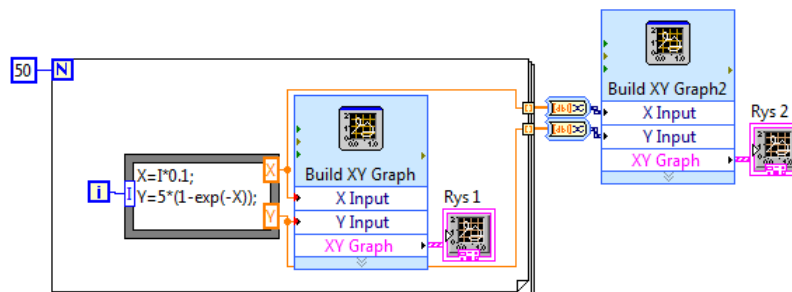 50
N
i
I
X=I*0.1;
Y=5*(1-exp(-X));
X
Y
Build XY Graph
X Input
Y Input
XY Graph
Rys 1
Build XY Graph2
X Input
Y Input
XY Graph
Rys 2